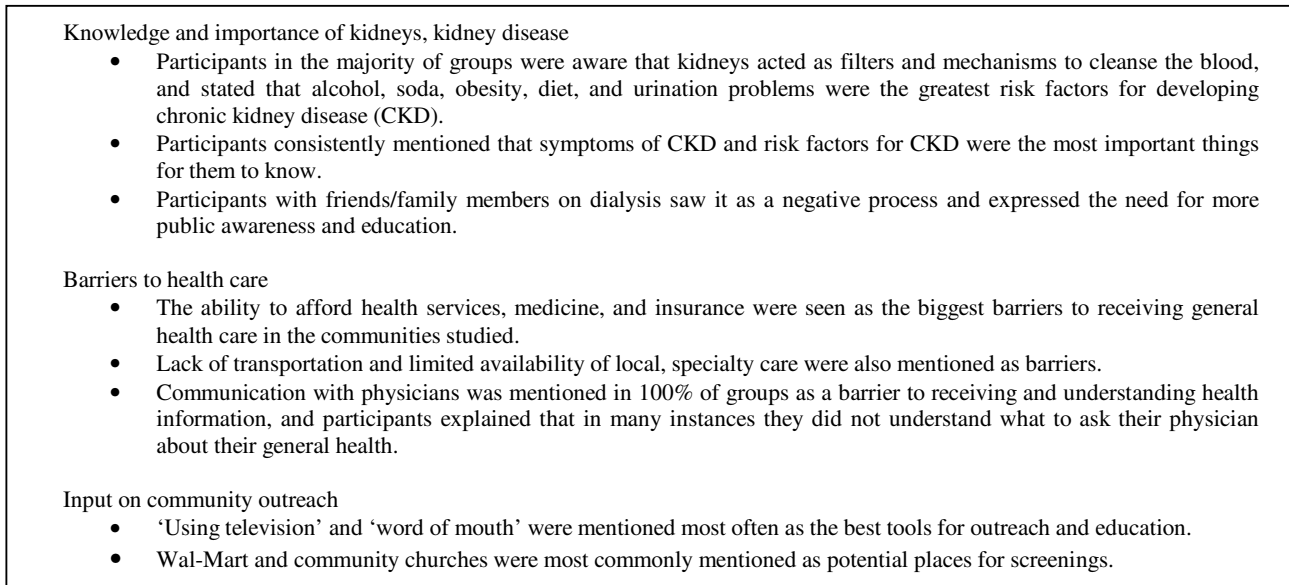 Knowledge and importance of kidneys, kidney disease
• Participants in the majority of groups were aware that kidneys acted as filters and mechanisms to cleanse the blood,
and stated that alcohol, soda, obesity, diet, and urination problems were the greatest risk factors for developing
chronic kidney disease (CKD).
• Participants consistently mentioned that symptoms of CKD and risk factors for CKD were the most important things
for them to know.
• Participants with friends/family members on dialysis saw it as a negative process and expressed the need for more
public awareness and education.
Barriers to health care
• The ability to afford health services, medicine, and insurance were seen as the biggest barriers to receiving general
health care in the communities studied.
• Lack of transportation and limited availability of local, specialty care were also mentioned as barriers.
• Communication with physicians was mentioned in 100% of groups as a barrier to receiving and understanding health
information, and participants explained that in many instances they did not understand what to ask their physician
about their general health.
Input on community outreach
• ‘Using television’ and ‘word of mouth’ were mentioned most often as the best tools for outreach and education.
• Wal-Mart and community churches were most commonly mentioned as potential places for screenings.